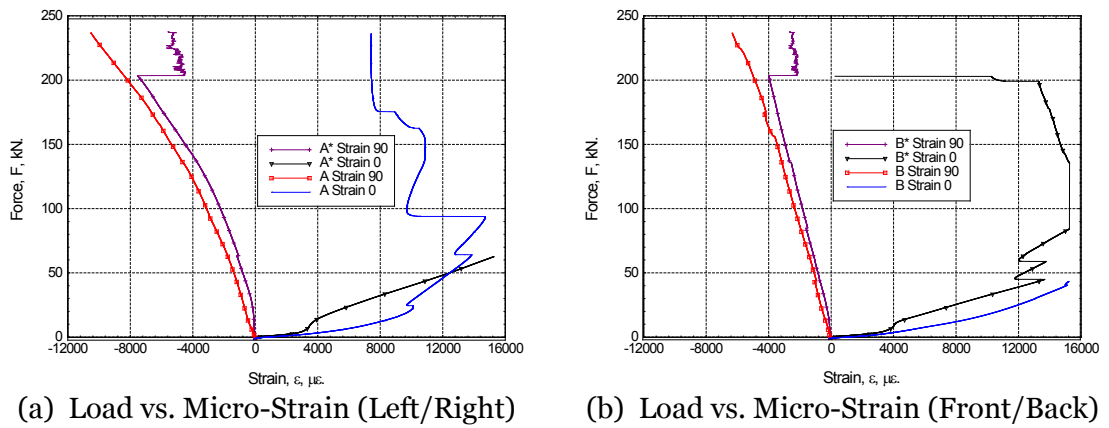 250
200
150
100
50
0
Force, F, kN.
-12000 -8000 -4000 0 4000 8000 12000 16000
Strain, ε, με.
A* Strain 90
A* Strain 0
A Strain 90
A Strain 0
(a) Load vs. Micro-Strain (Left/Right)
250
200
150
100
50
0
Force, F, kN.
-12000 -8000 -4000 0 4000 8000 12000 16000
Strain, ε, με.
B* Strain 90
B* Strain 0
B Strain 90
B Strain 0
(b) Load vs. Micro-Strain (Front/Back)